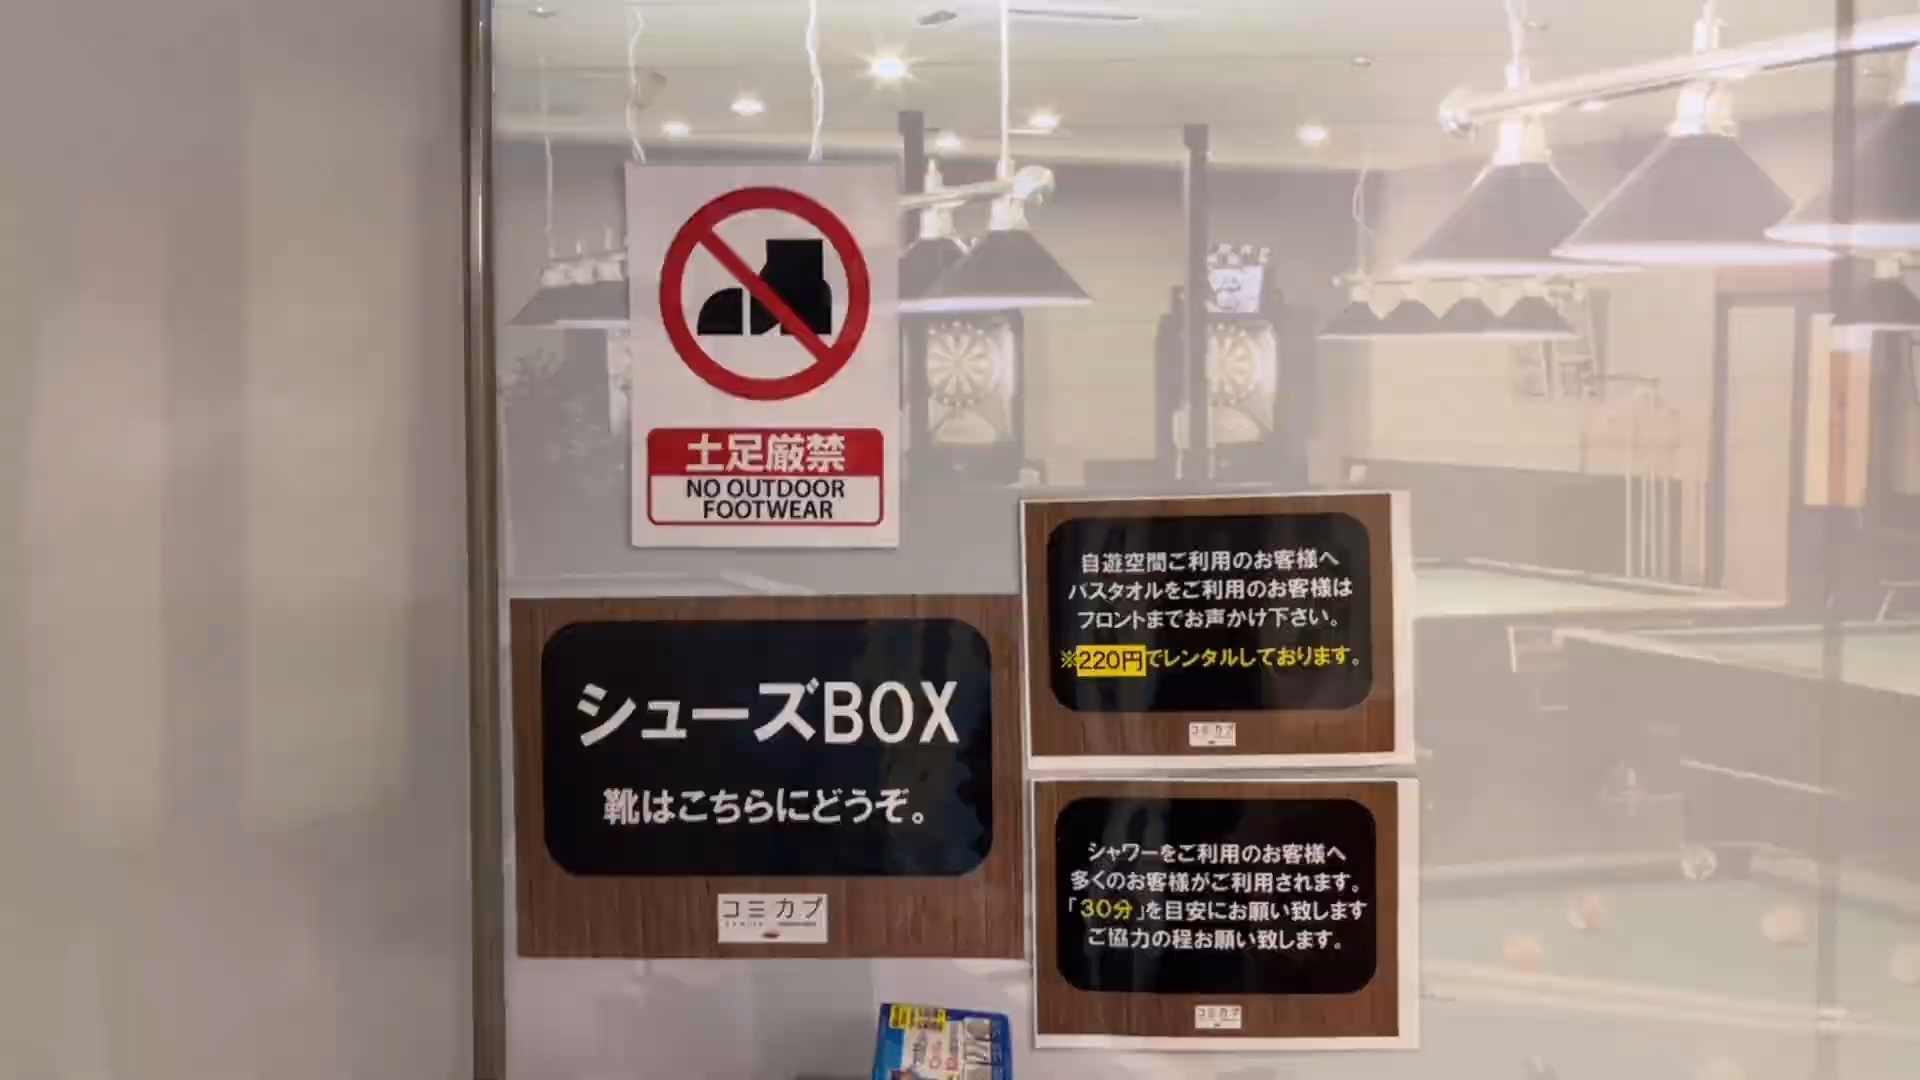 土足厳禁
NO OUTDOOR
FOOTWEAR
シューズBOX
靴はこちらにどうぞ。
コミカプ
自遊空間ご利用のお客様へ
バスタオルをご利用のお客様は
フロントまでお声かけ下さい。
※220円でレンタルしております。
コミカプ
シャワーをご利用のお客様へ
多くのお客様がご利用されます。
「30分」を目安にお願い致します
ご協力の程お願い致します。
コミカプ